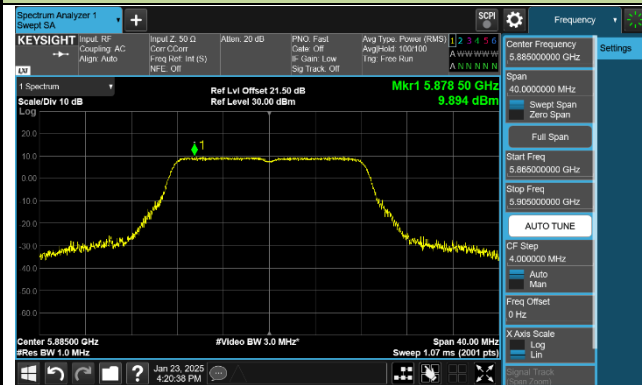 Spectrum Analyzer 1
Swept SA
SCPI
Frequency
KEYSIGHT
Input: RF
Coupling: AC
Align: Auto
Input Z: 50 Ω
Corr CCorr
Freq Ref: Int (S)
NFE: Off
Atten: 20 dB
PNO: Fast
Gate: Off
IF Gain: Low
Sig Track: Off
Avg Type: Power (RMS)
Avg|Hold: 100/100
Trig: Free Run
1 2 3 4 5 6
A W W W W W
A N N N N N
LXI
1 Spectrum
Scale/Div 10 dB
Log
Ref Lvl Offset 21.50 dB
Ref Level 30.00 dBm
Mkr1 5.878 50 GHz
9.894 dBm
1
20.0
10.0
0.00
10.0
20.0
-30.0
40.0
50.0
60.0
Center 5.88500 GHz
#Res BW 1.0 MHz
#Video BW 3.0 MHz*
Span 40.00 MHz
Sweep 1.07 ms (2001 pts)
Center Frequency
5.885000000 GHz
Settings
Span
40.0000000 MHz
Swept Span
Zero Span
Full Span
Start Freq
5.865000000 GHz
Stop Freq
5.905000000 GHz
AUTO TUNE
CF Step
4.000000 MHz
Auto
Man
Freq Offset
0 Hz
X Axis Scale
Log
Lin
Signal Track
(Span Zoom)
Jan 23, 2025
4:20:38 PM